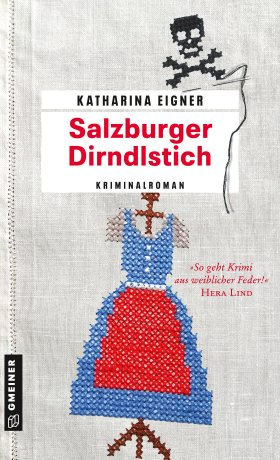 KATHARINA EIGNER
Salzburger
Dirndlstich
KRIMINALROMAN
»So geht Krimi
aus weiblicher Feder!«
HERA LIND
GMEINER